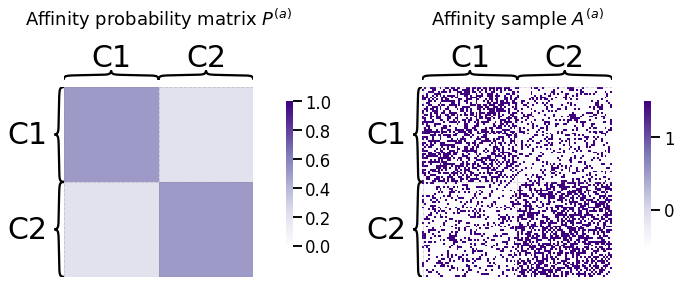 Affinity probability matrix P^(a)
C1 C2
C1
C2
1.0
0.8
0.6
0.4
0.2
0.0
Affinity sample A^(a)
C1 C2
C1
C2
1
0